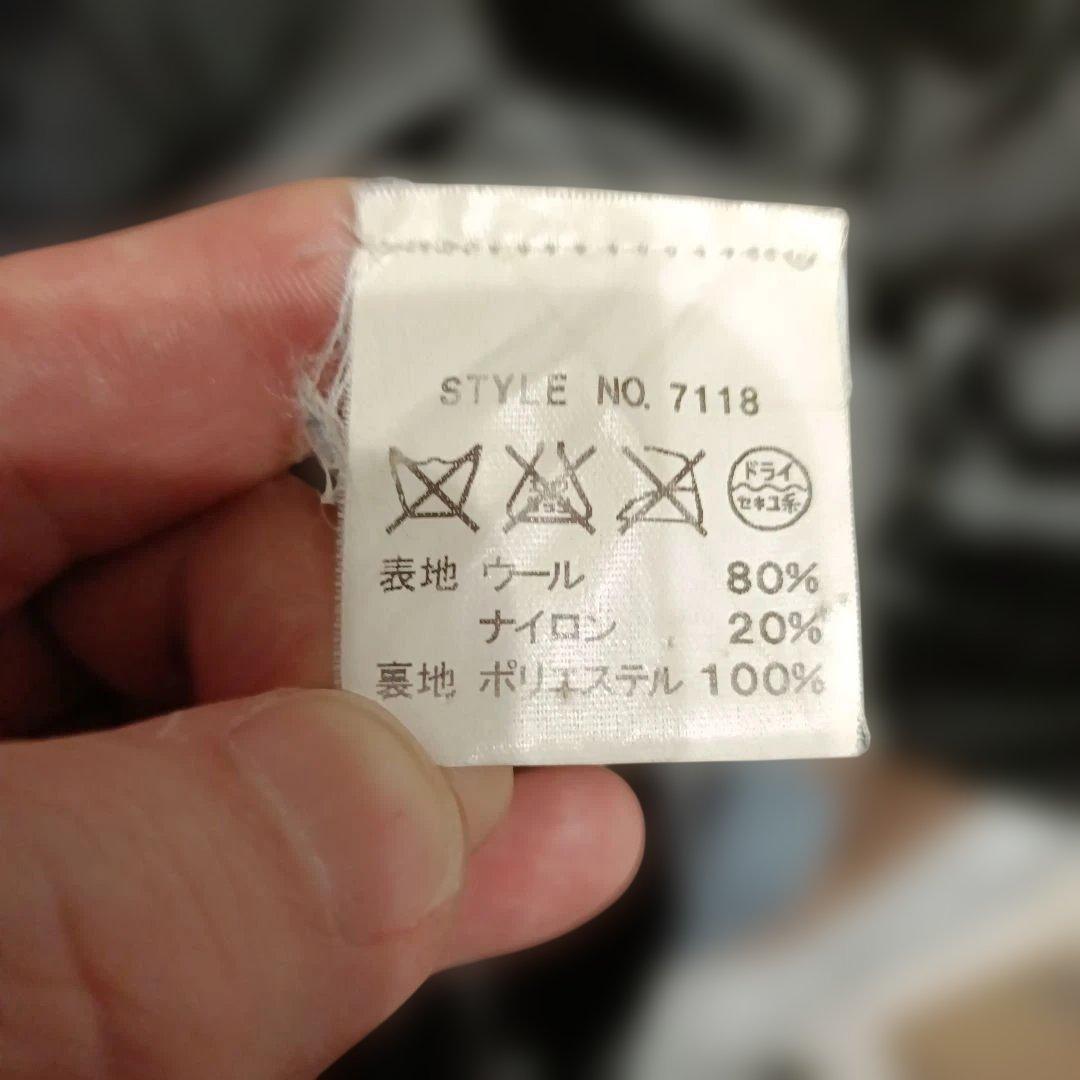 STYLE NO. 7118
ドライ
セキユ系
表地 ウール 80%
ナイロン 20%
裏地 ポリエステル 100%